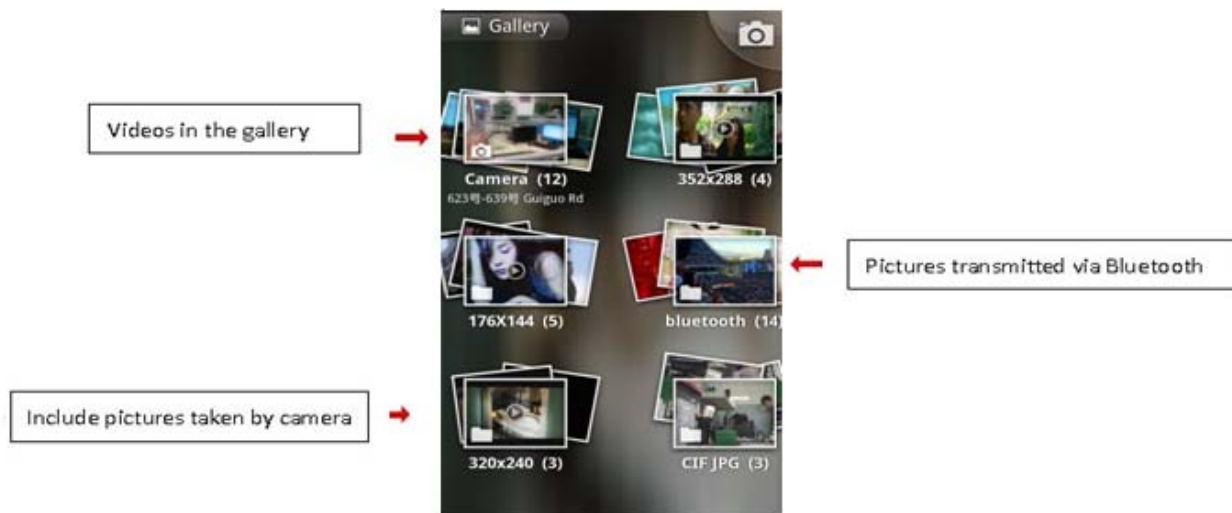 Gallery
Videos in the gallery
Camera (12)
352x288 (4)
623号-639号 Guiguo Rd
Pictures transmitted via Bluetooth
176X144 (5)
bluetooth (14)
Include pictures taken by camera
320x240 (3)
CIF JPG (3)